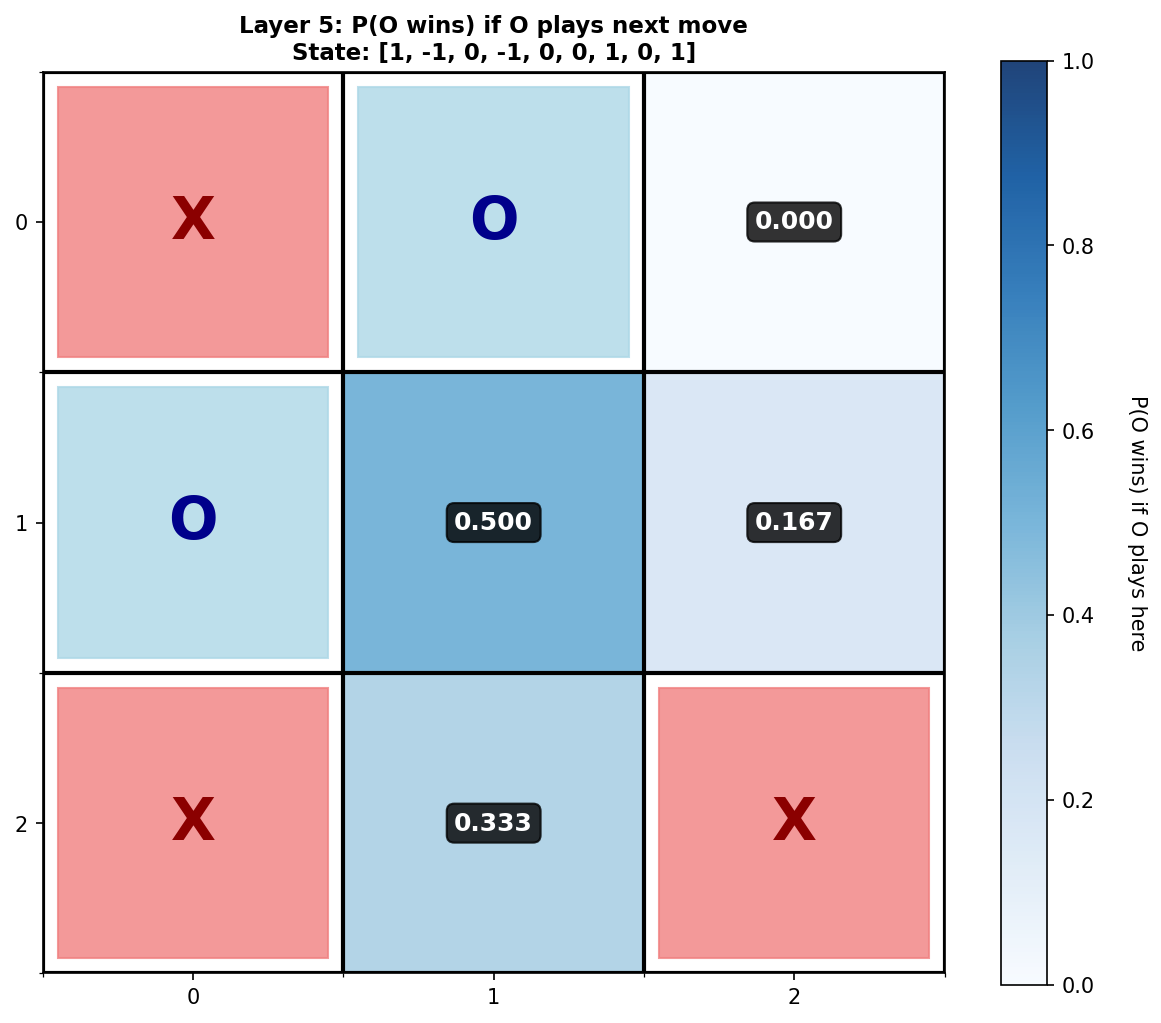 Layer 5: P(O wins) if O plays next move
State: [1, -1, 0, -1, 0, 0, 1, 0, 1]
0
X
O
0.000
1
O
0.500
0.167
2
X
0.333
X
0
1
2
1.0
0.8
0.6
0.4
0.2
0.0
P(O wins) if O plays here